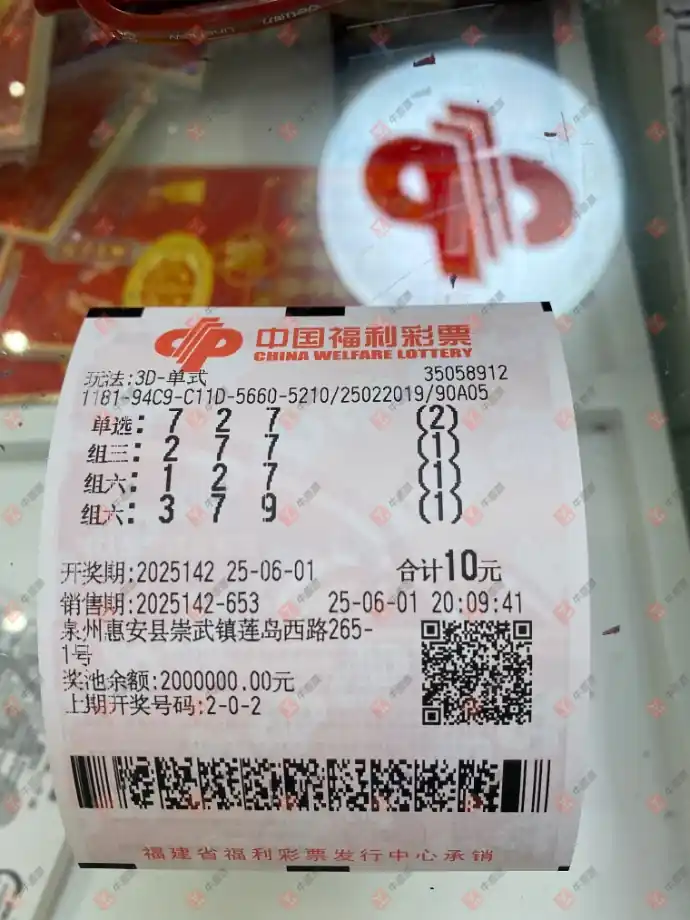 中国福利彩票
CHINA WELFARE LOTTERY
玩法:3D-单式 35058912
1181-94C9-C11D-5660-5210/25022019/90A05
单选: 7 2 7 (2)
组三: 2 7 7 (1)
组六: 1 2 7 (1)
组六: 3 7 9 (1)
开奖期:2025142 25-06-01 合计10元
销售期:2025142-653 25-06-01 20:09:41
泉州惠安县崇武镇莲岛西路265-
1号
奖池余额:2000000.00元
上期开奖号码:2-0-2
福建省福利彩票发行中心承销